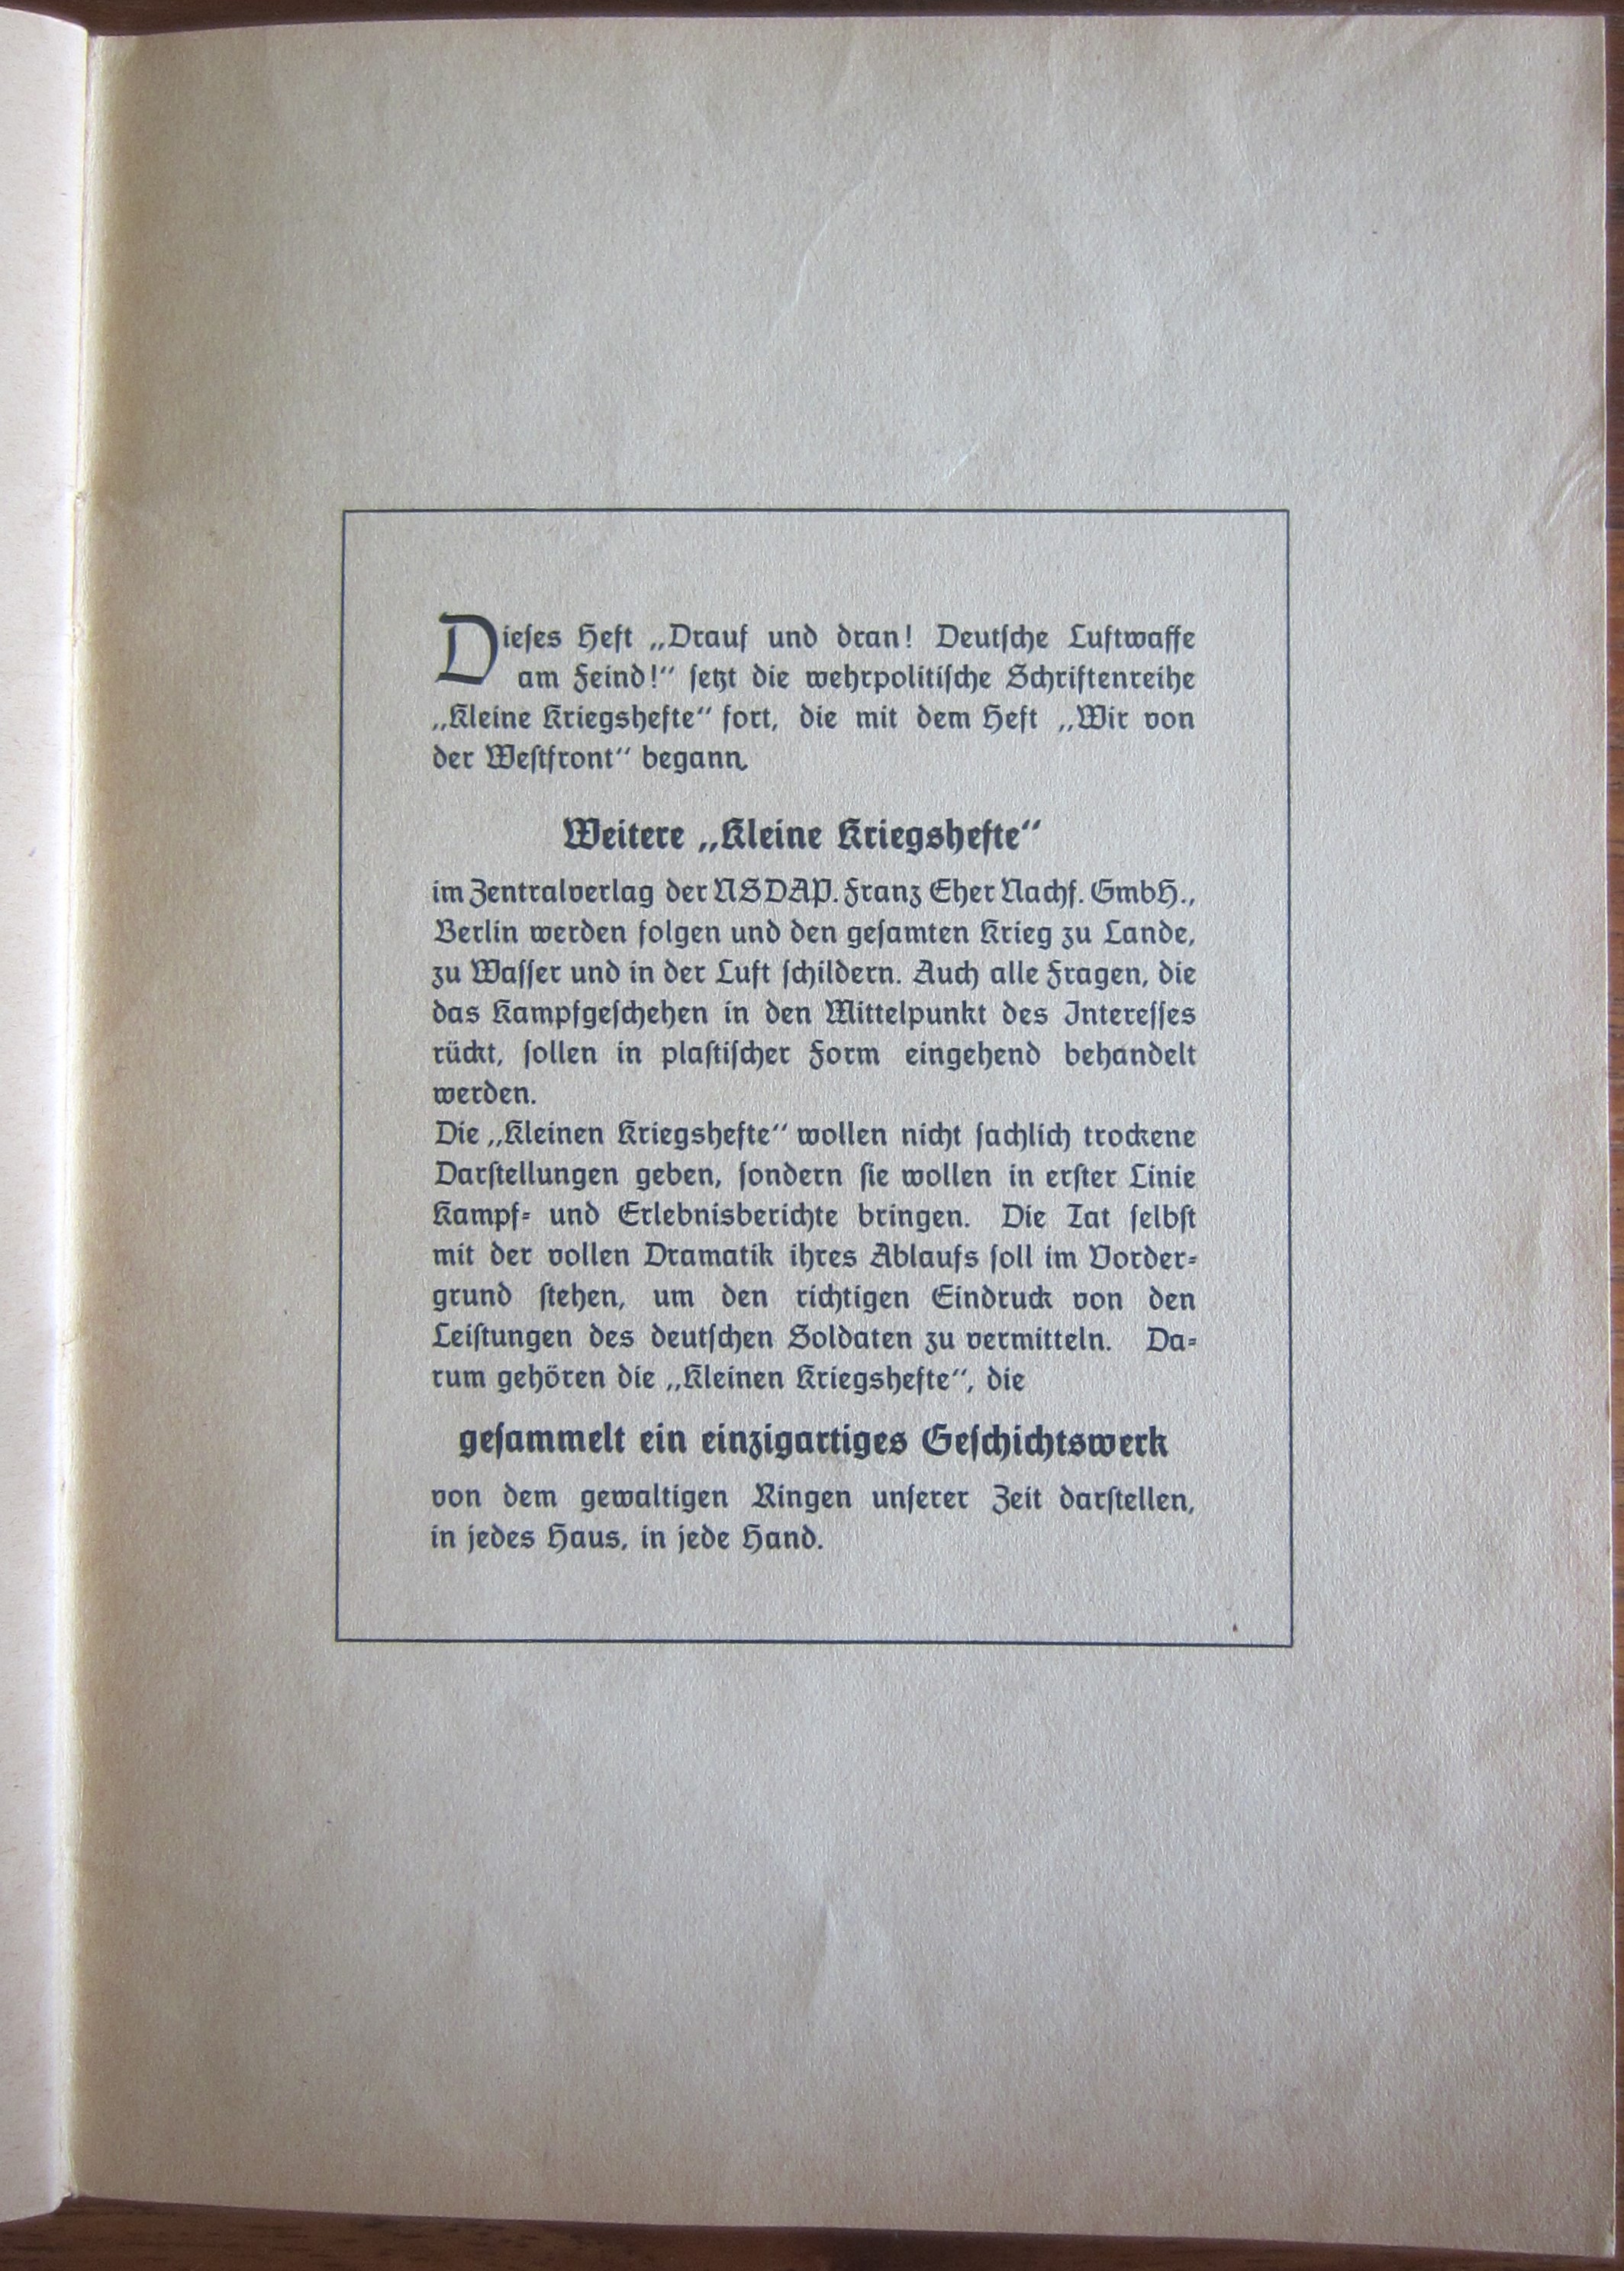 Dieſes Heft „Drauf und dran! Deutſche Luftwaffe
am Feind!“ ſetzt die wehrpolitiſche Schriftenreihe
„Kleine Kriegshefte“ fort, die mit dem Heft „Wir von
der Weſtfront“ begann.
Weitere „Kleine Kriegshefte“
im Zentralverlag der NSDAP. Franz Eher Nachf. GmbH.,
Berlin werden folgen und den geſamten Krieg zu Lande,
zu Waſſer und in der Luft ſchildern. Auch alle Fragen, die
das Kampfgeſchehen in den Mittelpunkt des Intereſſes
rückt, ſollen in plaſtiſcher Form eingehend behandelt
werden.
Die „Kleinen Kriegshefte“ wollen nicht ſachlich trockene
Darſtellungen geben, ſondern ſie wollen in erſter Linie
Kampf- und Erlebnisberichte bringen. Die Tat ſelbſt
mit der vollen Dramatik ihres Ablaufs ſoll im Vorder-
grund ſtehen, um den richtigen Eindruck von den
Leiſtungen des deutſchen Soldaten zu vermitteln. Da-
rum gehören die „Kleinen Kriegshefte“, die
geſammelt ein einzigartiges Geſchichtswerk
von dem gewaltigen Ringen unſerer Zeit darſtellen,
in jedes Haus, in jede Hand.